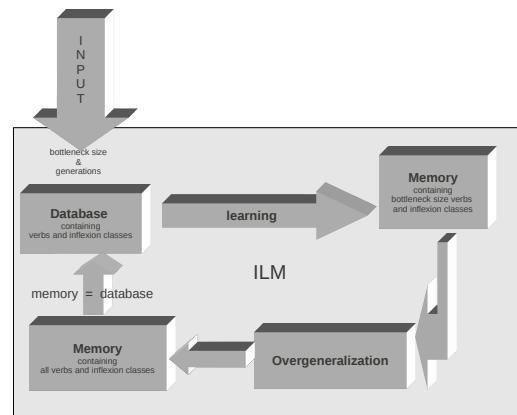 I
N
P
U
T
bottleneck size
&
generations
Database
containing
verbs and inflexion classes
learning
Memory
containing
bottleneck size verbs
and inflexion classes
ILM
memory = database
Memory
containing
all verbs and inflexion classes
Overgeneralization